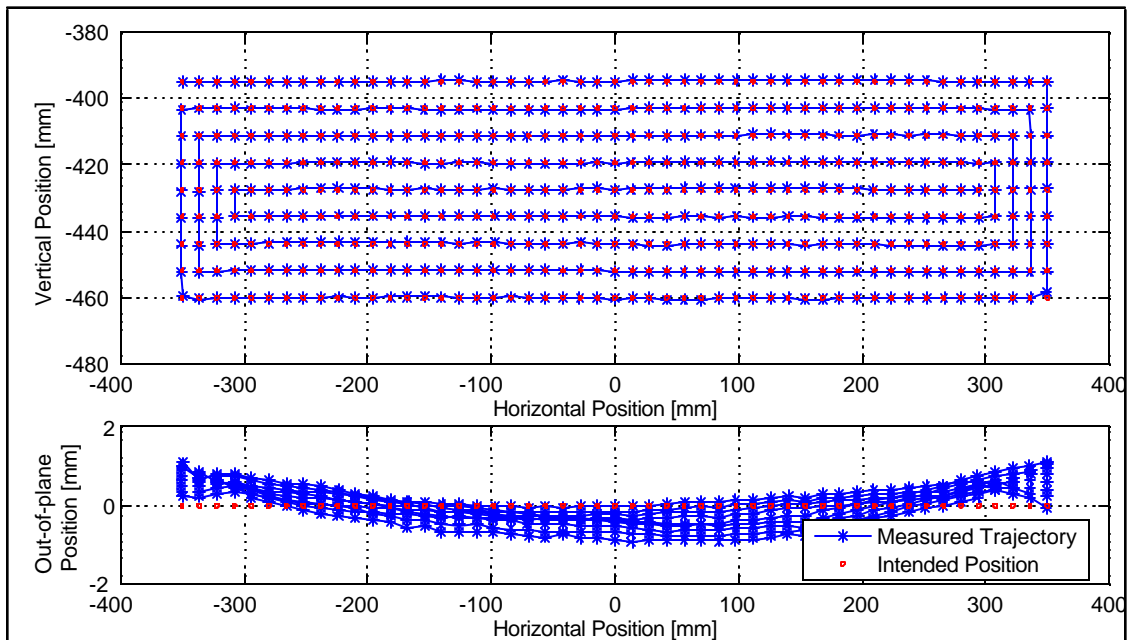 -380
-400
-420
-440
-460
-480
Vertical Position [mm]
-400 -300 -200 -100 0 100 200 300 400
Horizontal Position [mm]
2
0
-2
Out-of-plane
Position [mm]
Measured Trajectory
Intended Position
-400 -300 -200 -100 0 100 200 300 400
Horizontal Position [mm]